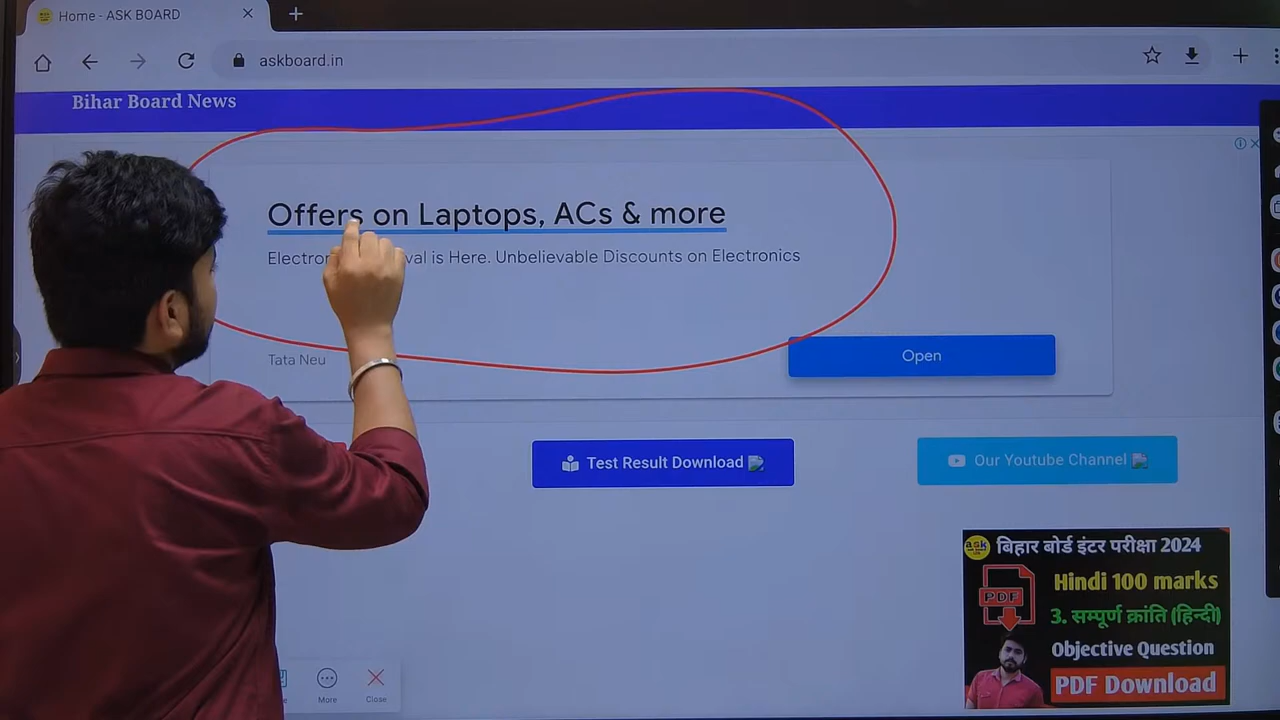 Home - ASK BOARD
askboard.in
Bihar Board News
Offers on Laptops, ACs & more
is Here. Unbelievable Discounts on Electronics
Tata Neu
Open
Test Result Download
Our Youtube Channel
ask
बिहार बोर्ड इंटर परीक्षा 2024
PDF
Hindi 100 marks
3. सम्पूर्ण क्रांति (हिन्दी)
Objective Question
PDF Download
More
Close